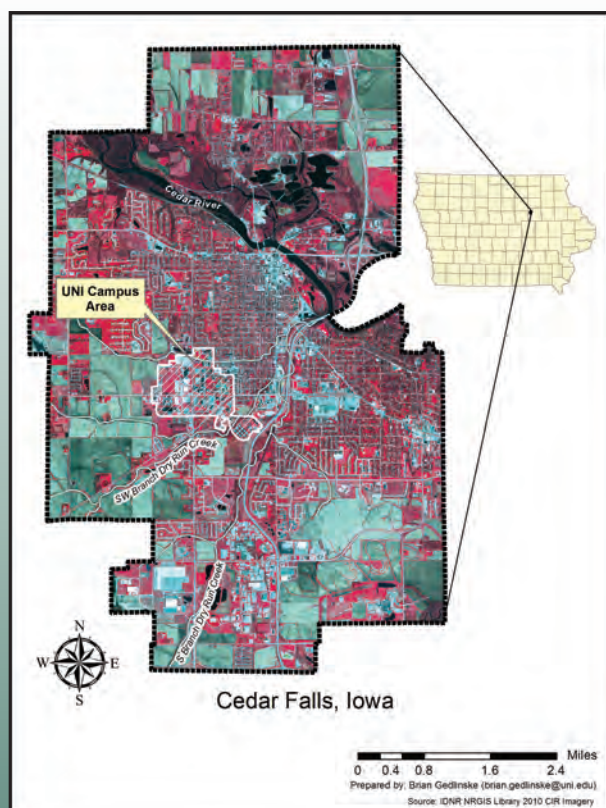 Cedar River
UNI Campus
Area
SW Branch Dry Run Creek
S Branch Dry Run Creek
N
W E
S
Cedar Falls, Iowa
Miles
0 0.4 0.8 1.6 2.4
Prepared by: Brian Gedlinske (brian.gedlinske@uni.edu)
Source: IDNR NRGIS Library 2010 CIR Imagery